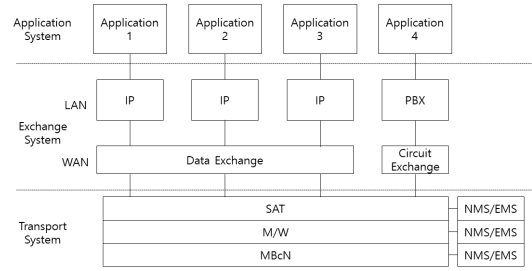 Application
System
Application
1
Application
2
Application
3
Application
4
LAN
IP
IP
IP
PBX
Exchange
System
WAN
Data Exchange
Circuit
Exchange
Transport
System
SAT
NMS/EMS
M/W
NMS/EMS
MBcN
NMS/EMS